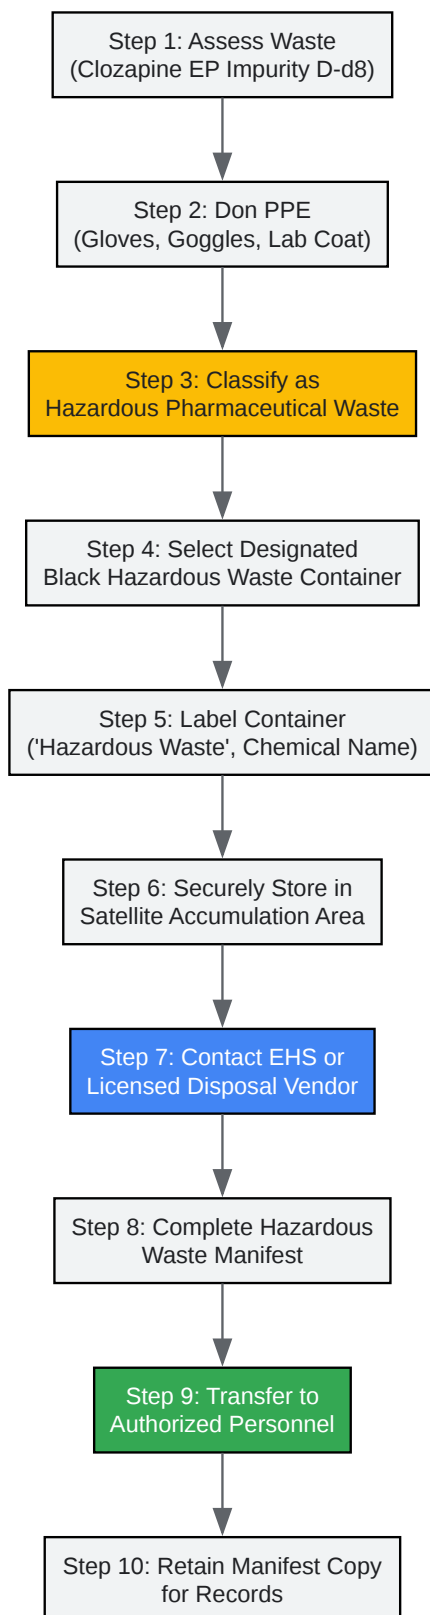 Step 1: Assess Waste
(Clozapine EP Impurity D-d8)
Step 2: Don PPE
(Gloves, Goggles, Lab Coat)
Step 3: Classify as
Hazardous Pharmaceutical Waste
Step 4: Select Designated
Black Hazardous Waste Container
Step 5: Label Container
('Hazardous Waste', Chemical Name)
Step 6: Securely Store in
Satellite Accumulation Area
Step 7: Contact EHS or
Licensed Disposal Vendor
Step 8: Complete Hazardous
Waste Manifest
Step 9: Transfer to
Authorized Personnel
Step 10: Retain Manifest Copy
for Records